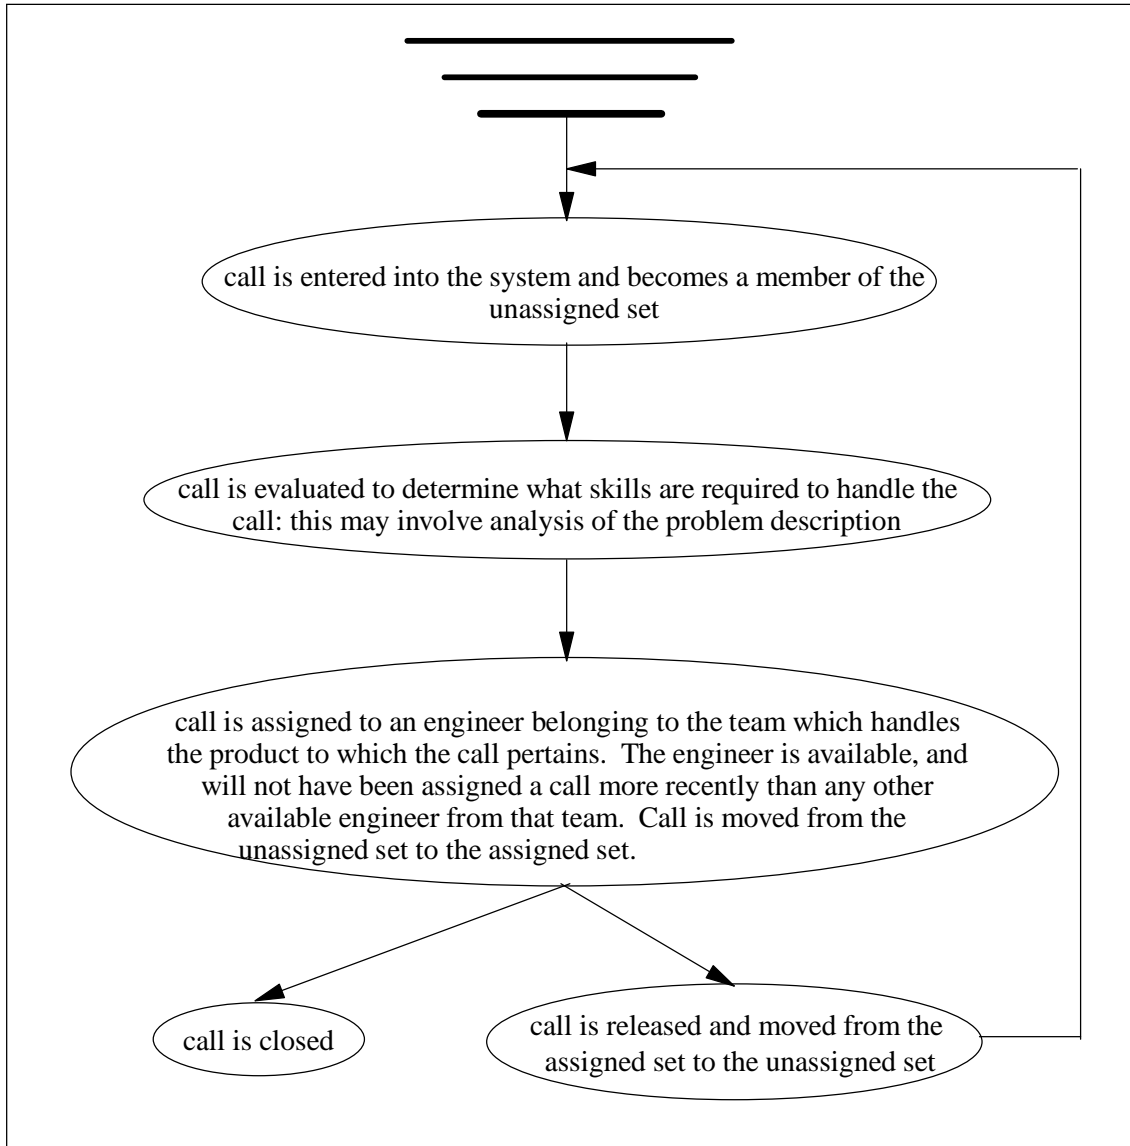 call is entered into the system and becomes a member of the
unassigned set
call is evaluated to determine what skills are required to handle the
call: this may involve analysis of the problem description
call is assigned to an engineer belonging to the team which handles
the product to which the call pertains.  The engineer is available, and
will not have been assigned a call more recently than any other
available engineer from that team.  Call is moved from the
unassigned set to the assigned set.
call is closed
call is released and moved from the
assigned set to the unassigned set